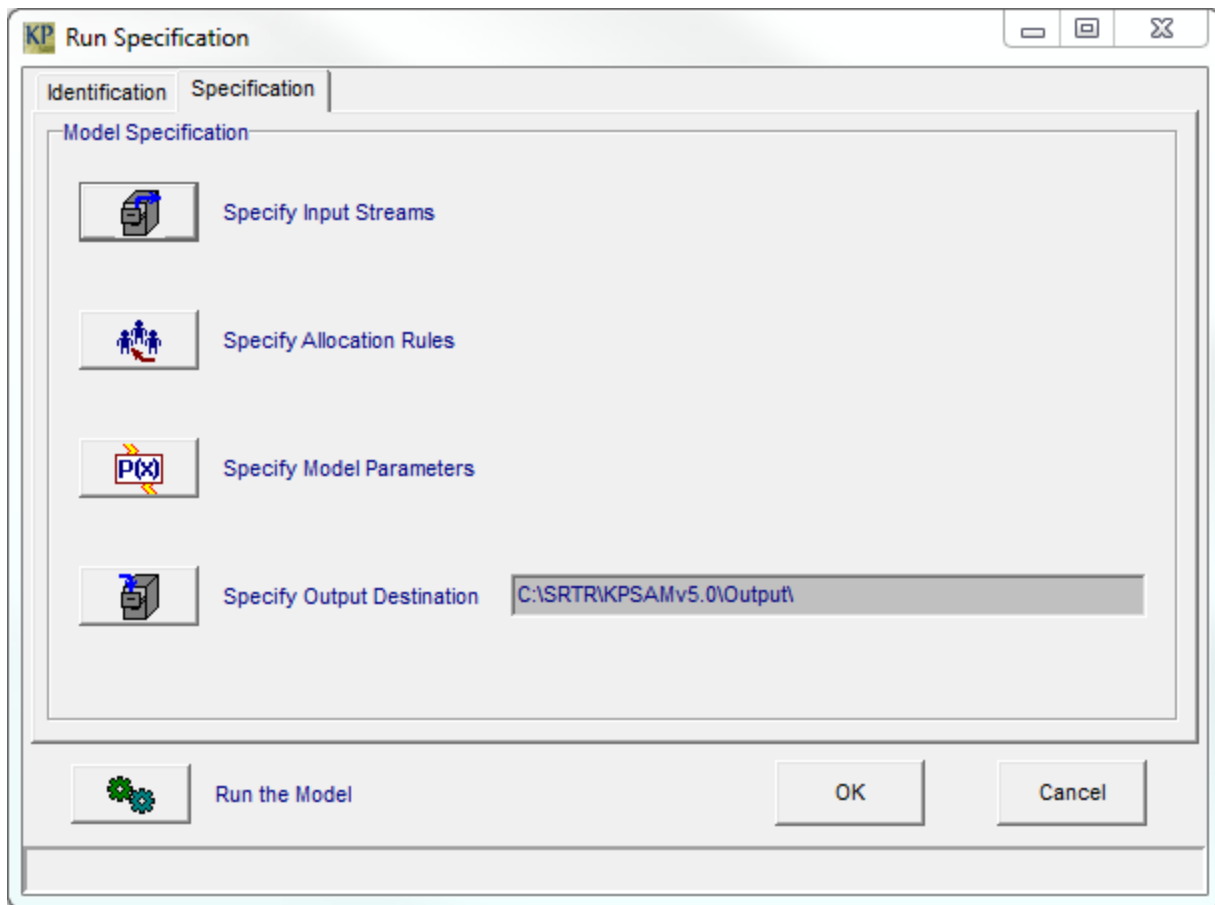 KP Run Specification
Identification Specification
Model Specification
Specify Input Streams
Specify Allocation Rules
P(x) Specify Model Parameters
Specify Output Destination C:\SRTR\KPSAMv5.0\Output\
Run the Model OK Cancel